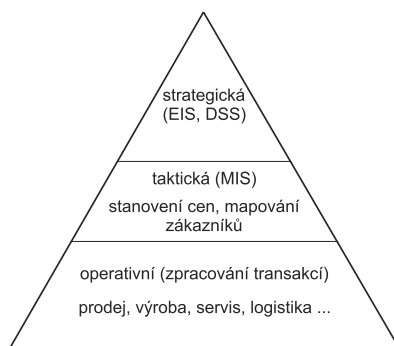 strategická
(EIS, DSS)
taktická (MIS)
stanovení cen, mapování
zákazníků
operativní (zpracování transakcí)
prodej, výroba, servis, logistika ...